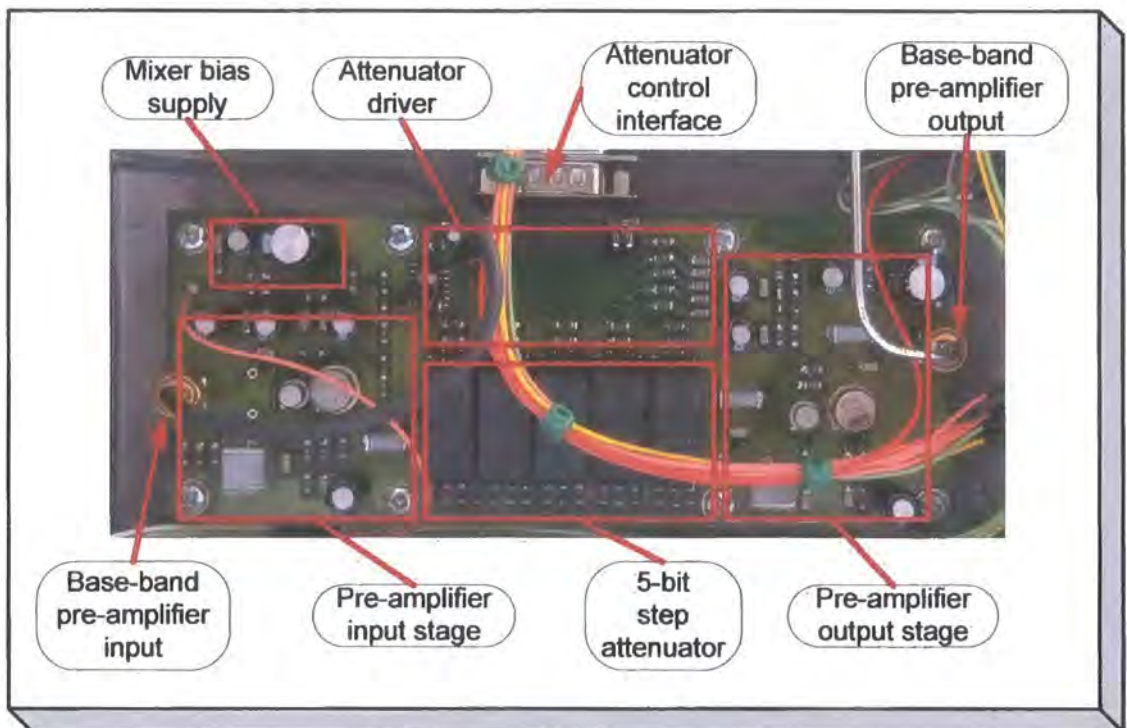 Mixer bias
supply
Attenuator
driver
Attenuator
control
interface
Base-band
pre-amplifier
output
Base-band
pre-amplifier
input
Pre-amplifier
input stage
5-bit
step
attenuator
Pre-amplifier
output stage